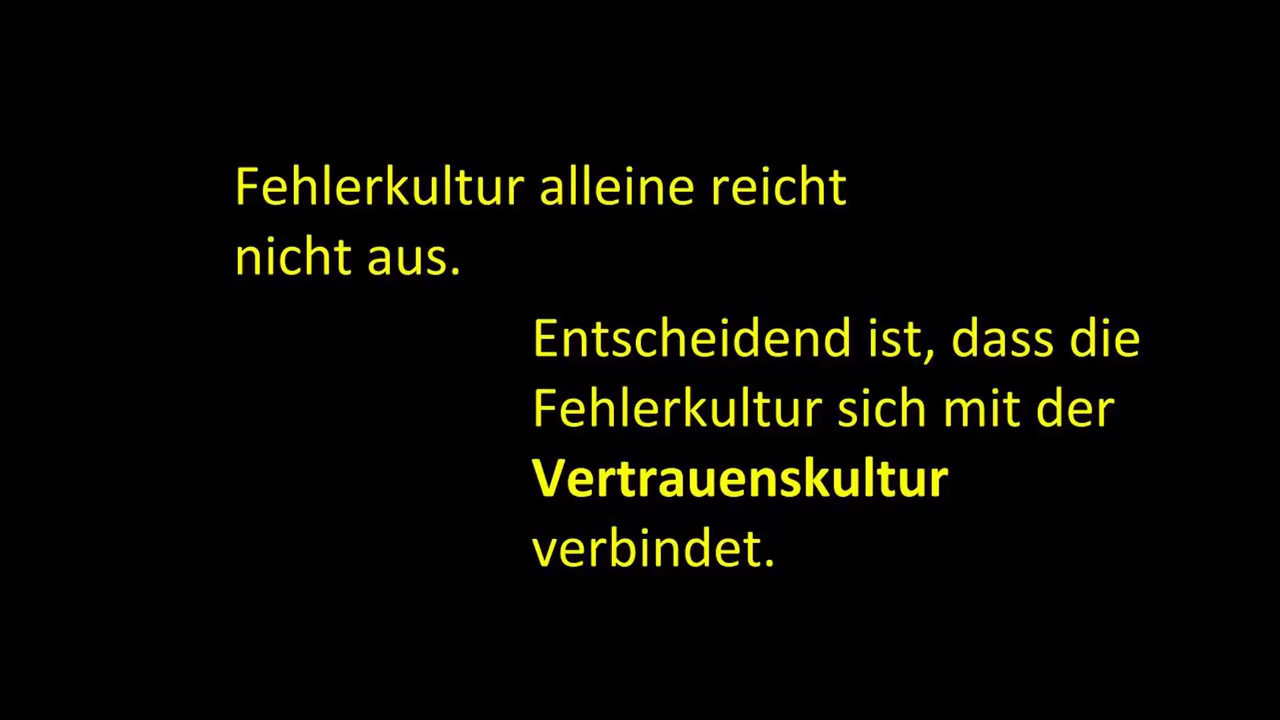 Fehlerkultur alleine reicht
nicht aus.
Entscheidend ist, dass die
Fehlerkultur sich mit der
Vertrauenskultur
verbindet.